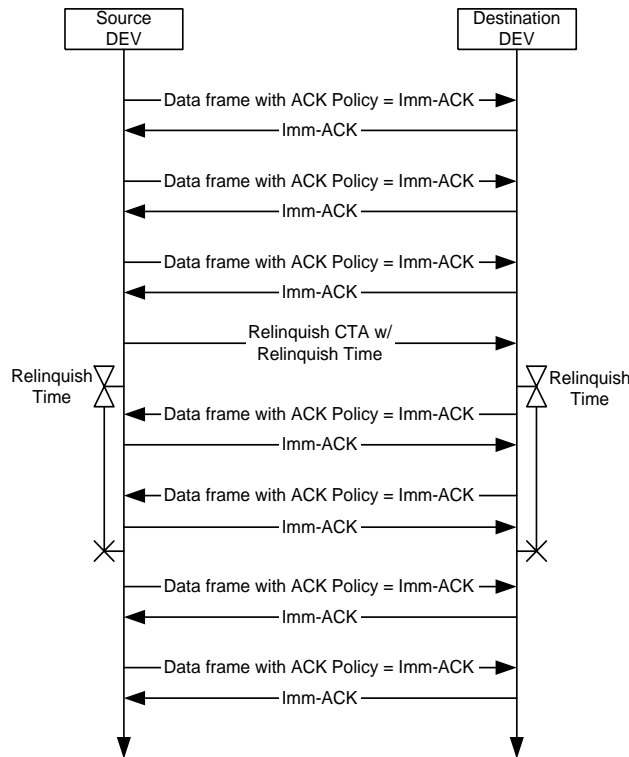 Source
DEV
Destination
DEV
Data frame with ACK Policy = Imm-ACK
Imm-ACK
Data frame with ACK Policy = Imm-ACK
Imm-ACK
Data frame with ACK Policy = Imm-ACK
Imm-ACK
Relinquish CTA w/
Relinquish Time
Relinquish
Time
Relinquish
Time
Data frame with ACK Policy = Imm-ACK
Imm-ACK
Data frame with ACK Policy = Imm-ACK
Imm-ACK
Data frame with ACK Policy = Imm-ACK
Imm-ACK
Data frame with ACK Policy = Imm-ACK
Imm-ACK